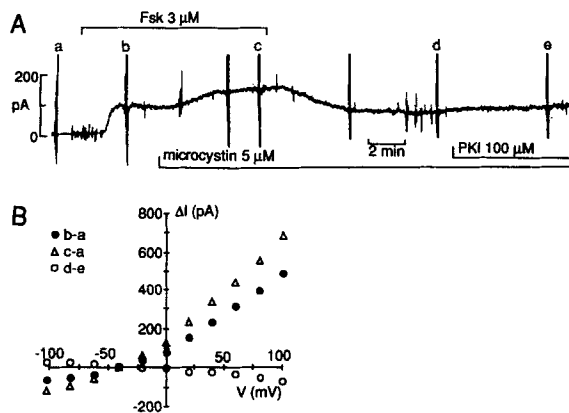 A
Fsk 3 µM
a b c d e
200
pA
0
microcystin 5 µM
2 min
PKI 100 µM
B
800
ΔI (pA)
b-a
c-a
d-e
600
400
200
-100
-50
50
100
V (mV)
-200